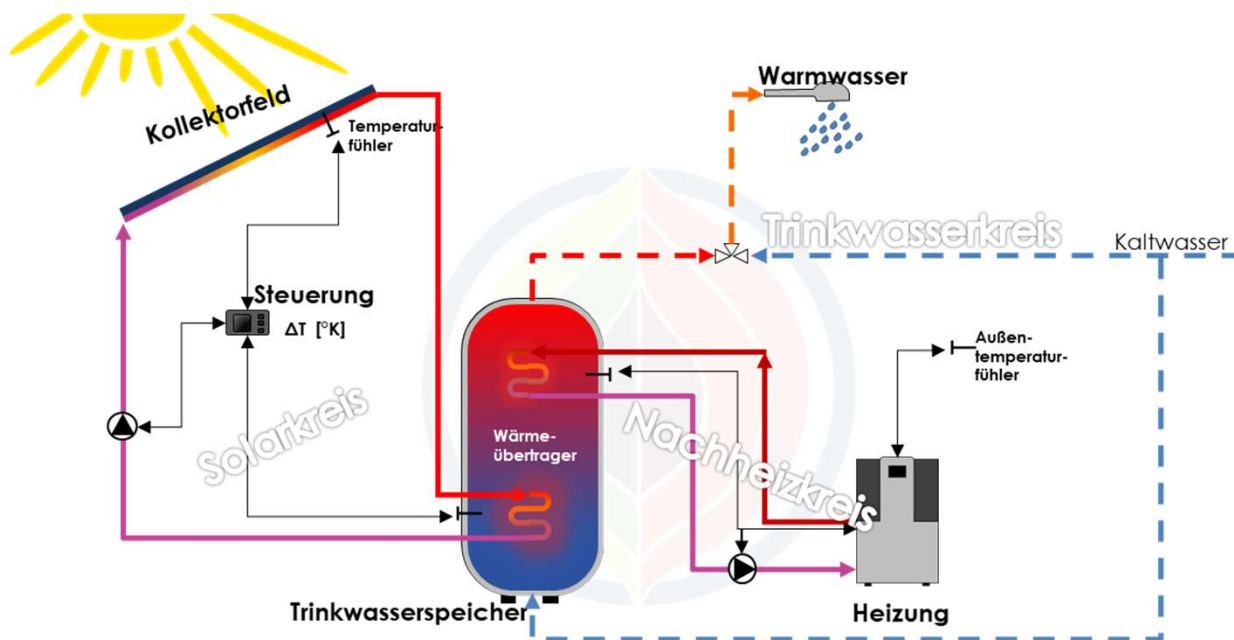 Warmwasser
Kollektorfeld
Temperatur-
fühler
Trinkwasserkreis
Kaltwasser
Steuerung
ΔT [°K]
Außen-
temperatur-
fühler
Solarkreis
Wärme-
übertrager
Nachheizkreis
Trinkwasserspeicher
Heizung